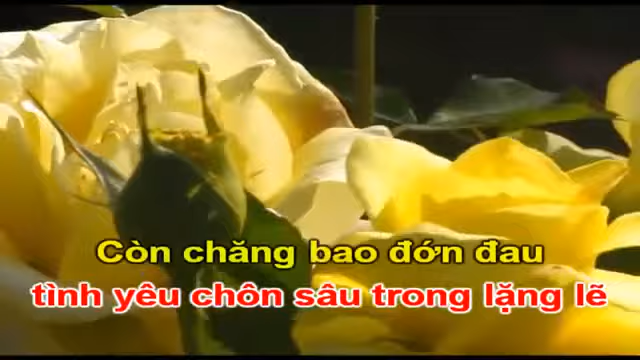 Còn chăng bao đớn đau
tình yêu chôn sâu trong lặng lẽ